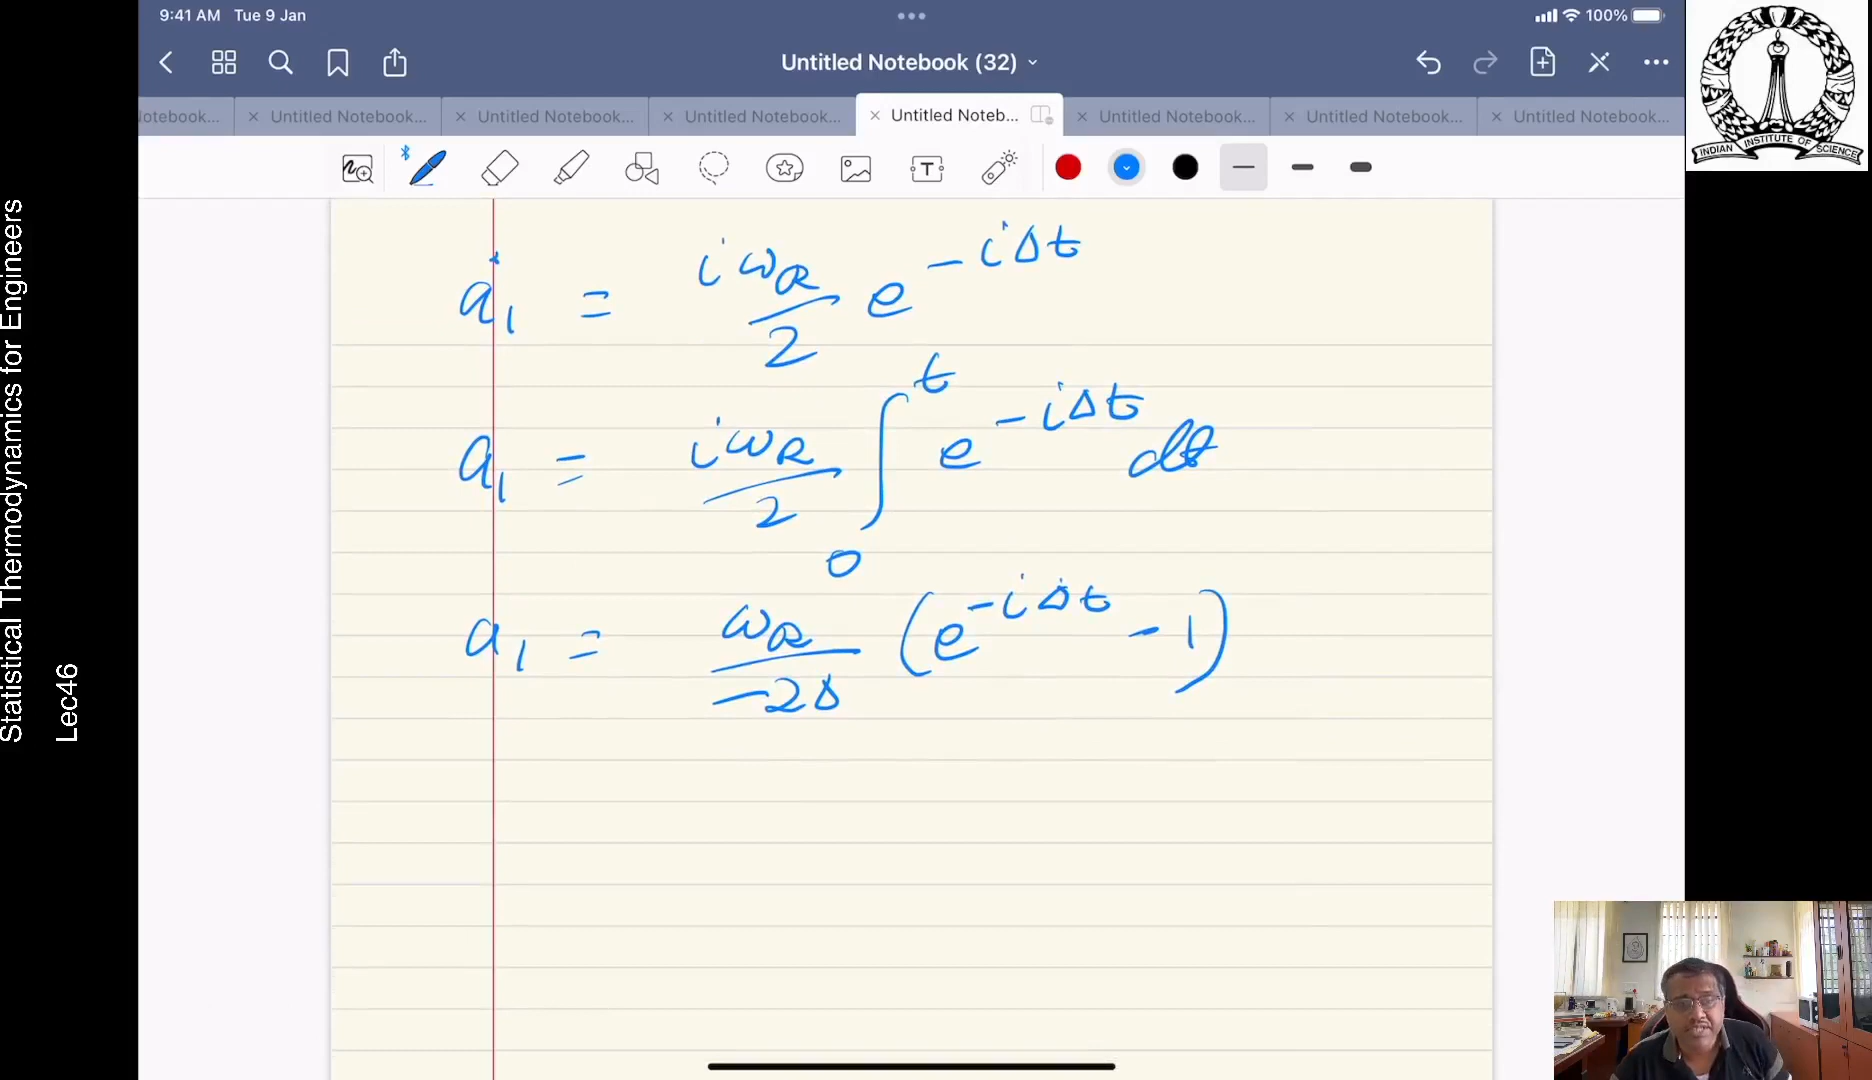 9:41 AM Tue 9 Jan
100%
Untitled Notebook (32)
otebook...
Untitled Notebook...
Untitled Notebook...
Untitled Notebook...
Untitled Noteb...
Untitled Notebook...
Untitled Notebook...
Untitled Notebook...
INDIAN INSTITUTE OF SCIENCE
T
Statistical Thermodynamics for Engineers
Lec46
ȧ₁ = iω_R/2 e^(-iΔt)
a₁ = iω_R/2 ∫₀ᵗ e^(-iΔt) dt
a₁ = ω_R/-2Δ (e^(-iΔt) - 1)